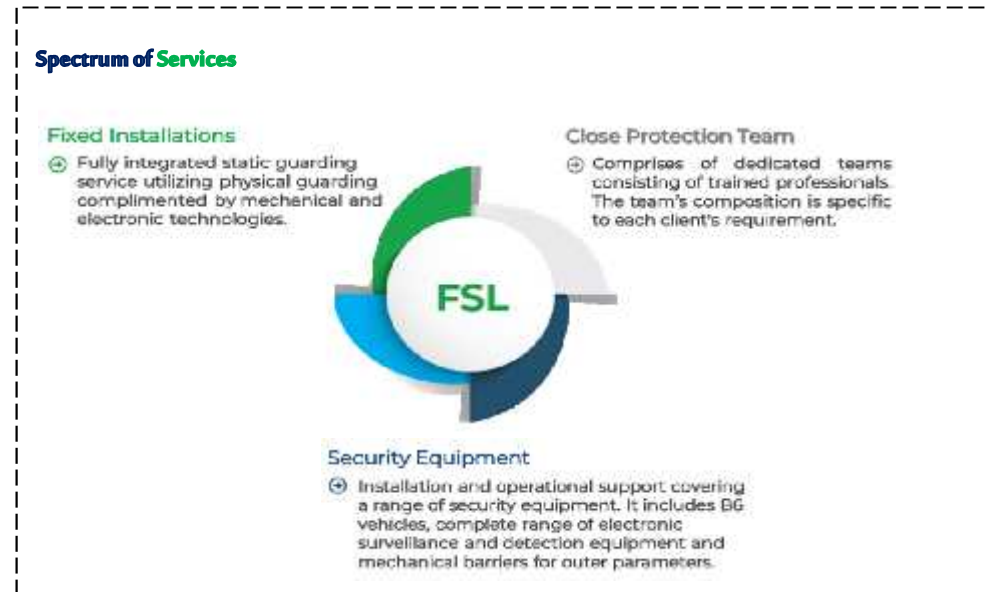 Spectrum of Services
Fixed Installations
Fully integrated static guarding
service utilizing physical guarding
complimented by mechanical and
electronic technologies.
Close Protection Team
Comprises of dedicated teams
consisting of trained professionals.
The team's composition is specific
to each client's requirement.
FSL
Security Equipment
Installation and operational support covering
a range of security equipment. It includes B6
vehicles, complete range of electronic
surveillance and detection equipment and
mechanical barriers for outer parameters.